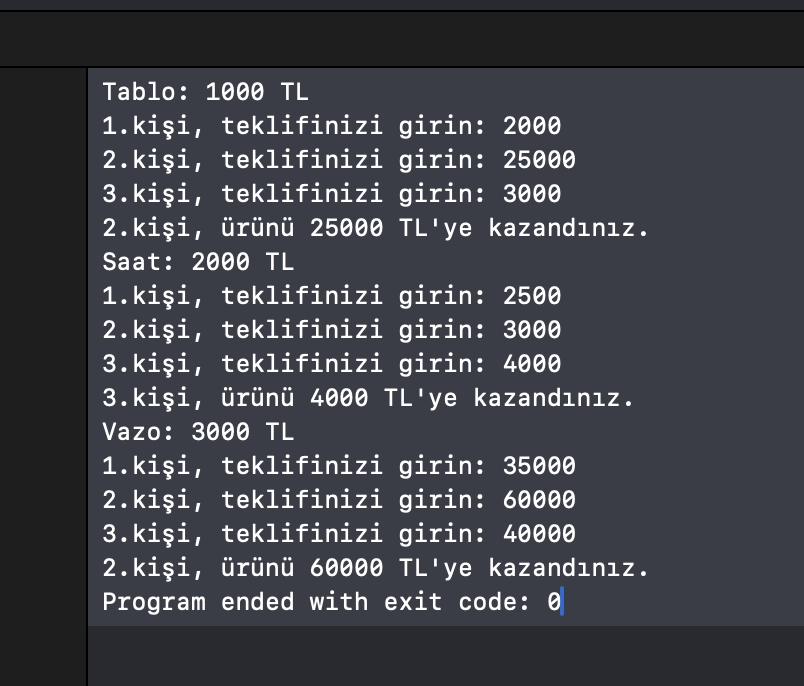 Tablo: 1000 TL
1.kişi, teklifinizi girin: 2000
2.kişi, teklifinizi girin: 25000
3.kişi, teklifinizi girin: 3000
2.kişi, ürünü 25000 TL'ye kazandınız.
Saat: 2000 TL
1.kişi, teklifinizi girin: 2500
2.kişi, teklifinizi girin: 3000
3.kişi, teklifinizi girin: 4000
3.kişi, ürünü 4000 TL'ye kazandınız.
Vazo: 3000 TL
1.kişi, teklifinizi girin: 35000
2.kişi, teklifinizi girin: 60000
3.kişi, teklifinizi girin: 40000
2.kişi, ürünü 60000 TL'ye kazandınız.
Program ended with exit code: 0